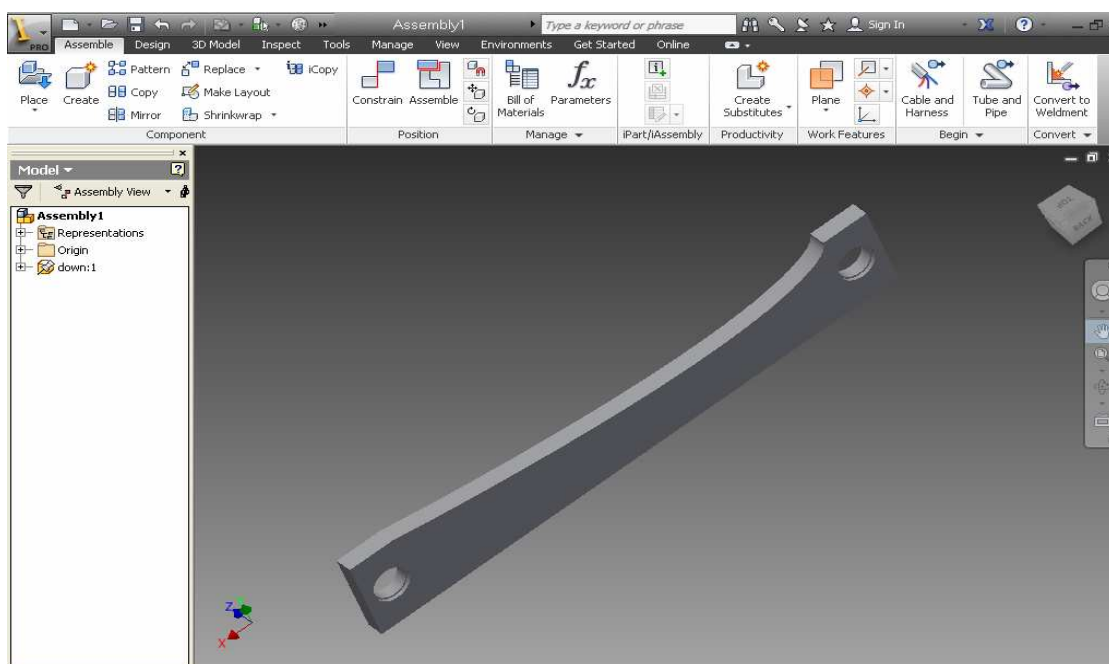 Assembly1 Type a keyword or phrase Sign In
PRO Assemble Design 3D Model Inspect Tools Manage View Environments Get Started Online
Place Create Pattern Copy Mirror Replace Make Layout Shrinkwrap iCopy
Constrain Assemble
Bill of Materials fx Parameters
Create Substitutes
Plane
Cable and Harness Tube and Pipe
Convert to Weldment
Component Position Manage iPart/iAssembly Productivity Work Features Begin Convert
Model
Assembly View
Assembly1
Representations
Origin
down:1
TOP
BACK
Z
X